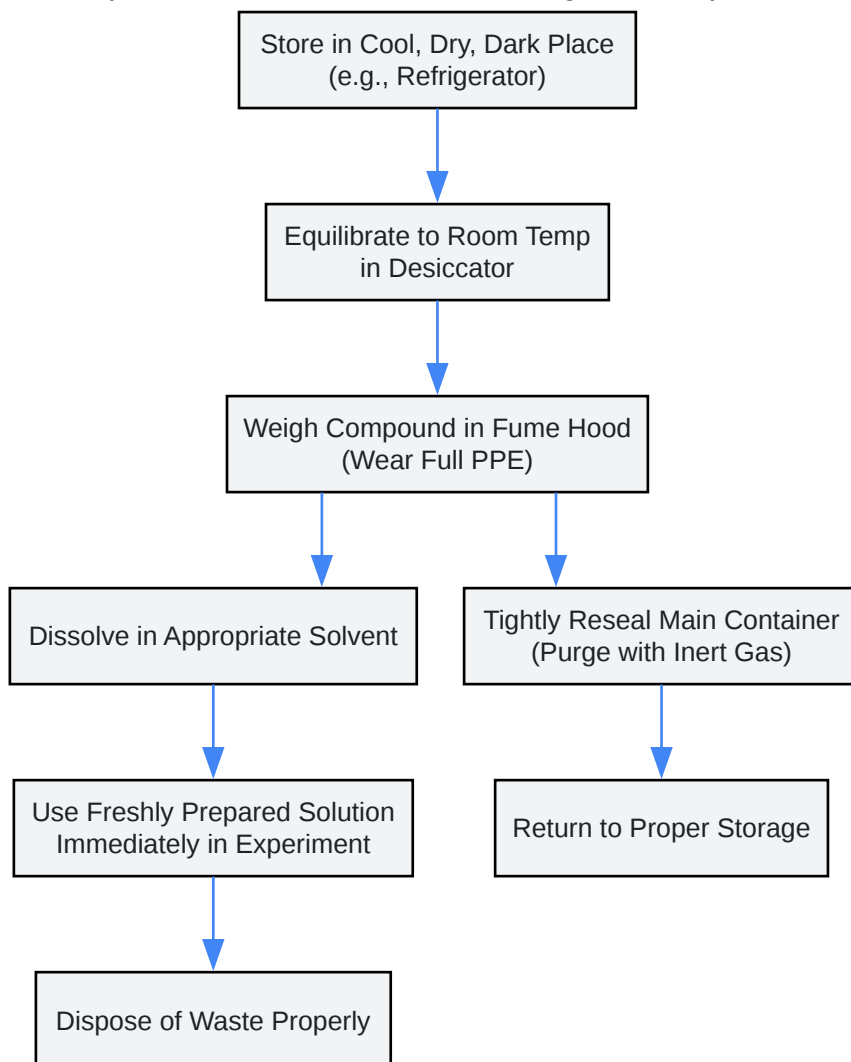 Store in Cool, Dry, Dark Place
(e.g., Refrigerator)
Equilibrate to Room Temp
in Desiccator
Weigh Compound in Fume Hood
(Wear Full PPE)
Dissolve in Appropriate Solvent
Tightly Reseal Main Container
(Purge with Inert Gas)
Use Freshly Prepared Solution
Immediately in Experiment
Return to Proper Storage
Dispose of Waste Properly